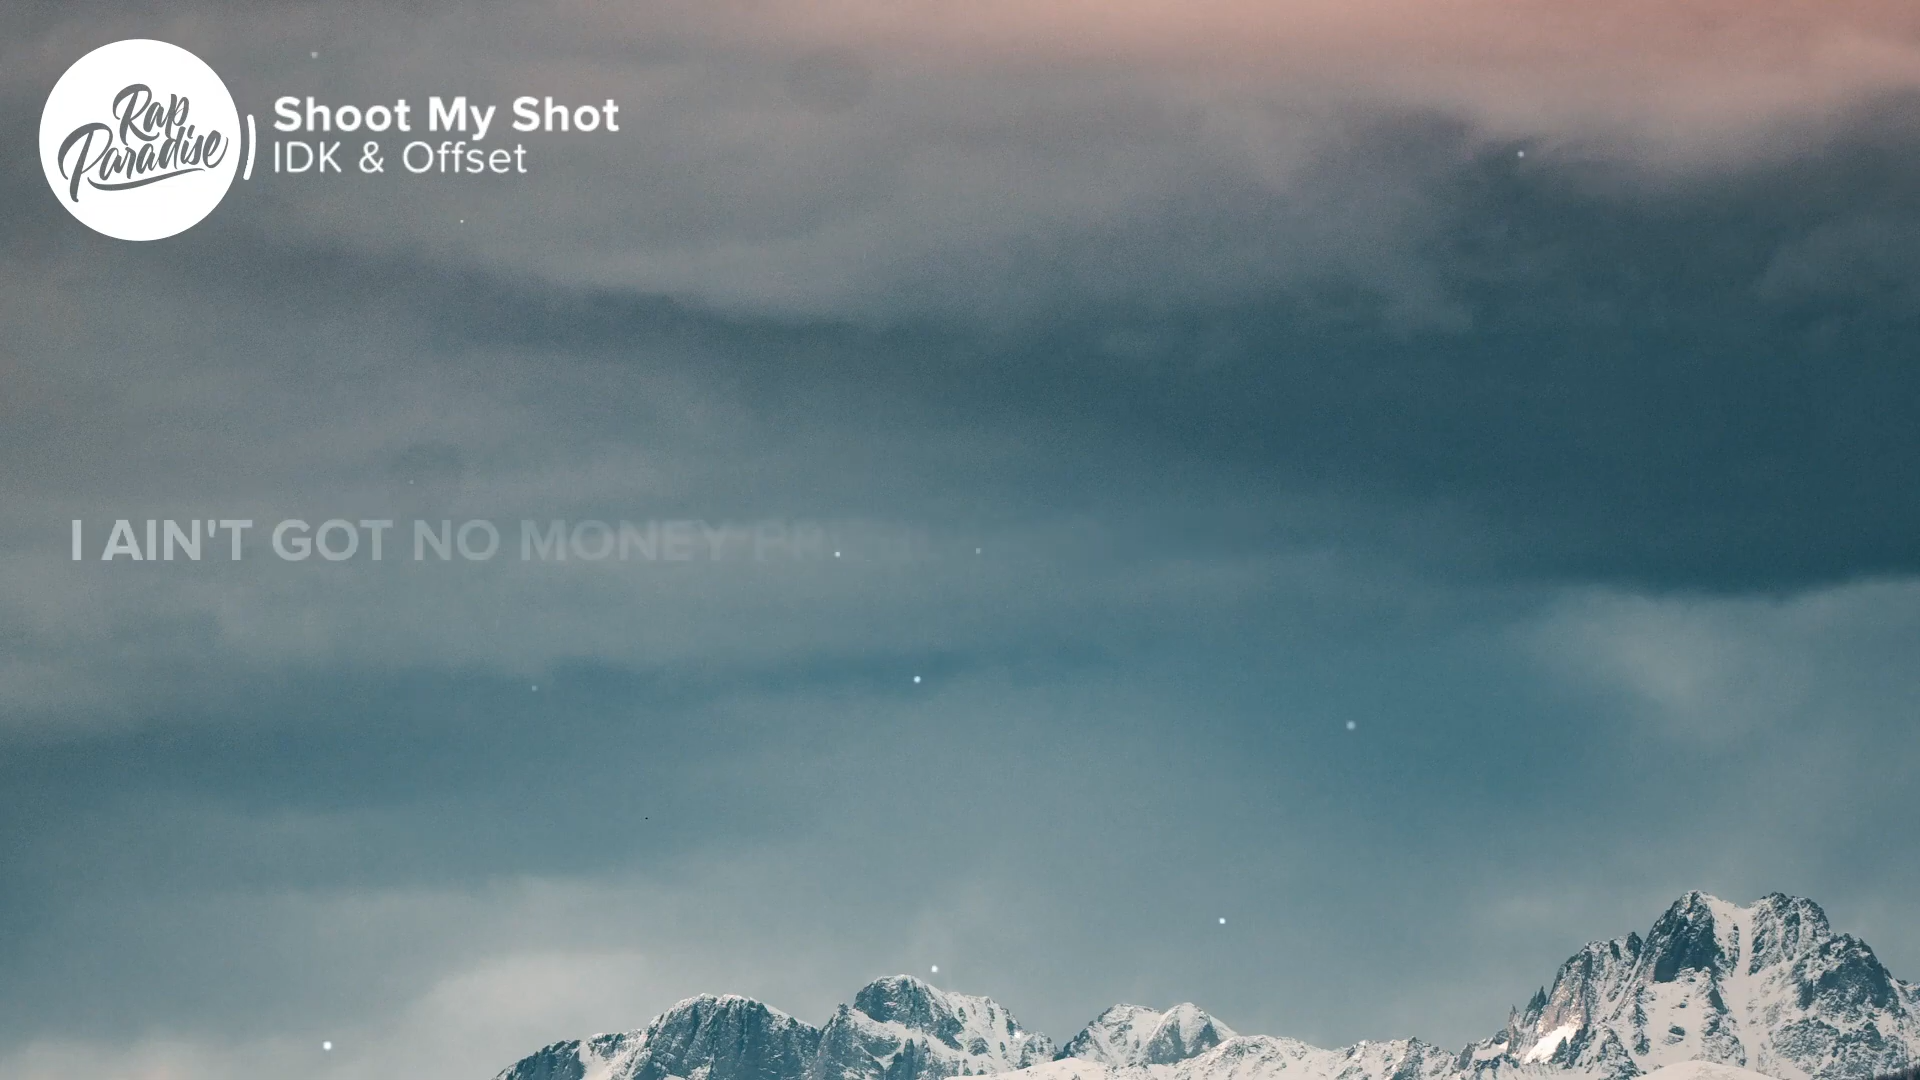 Rap
Paradise
Shoot My Shot
IDK & Offset
I AIN'T GOT NO MONEY